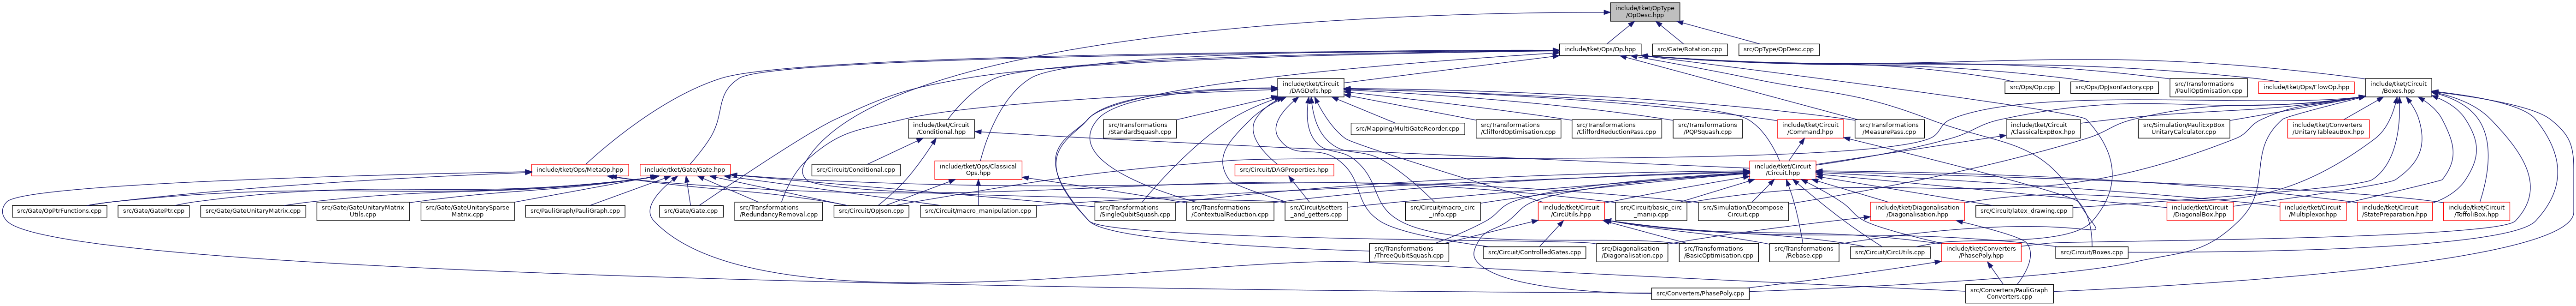 include/tket/OpType
/OpDesc.hpp
include/tket/Ops/Op.hpp
src/Gate/Rotation.cpp
src/OpType/OpDesc.cpp
include/tket/Circuit
/DAGDefs.hpp
src/Ops/Op.cpp
src/Ops/OpJsonFactory.cpp
src/Transformations
/PauliOptimisation.cpp
include/tket/Ops/FlowOp.hpp
include/tket/Circuit
/Boxes.hpp
include/tket/Circuit
/Conditional.hpp
src/Transformations
/StandardSquash.cpp
src/Mapping/MultiGateReorder.cpp
src/Transformations
/CliffordOptimisation.cpp
src/Transformations
/CliffordReductionPass.cpp
src/Transformations
/PQPSquash.cpp
include/tket/Circuit
/Command.hpp
src/Transformations
/MeasurePass.cpp
include/tket/Circuit
/ClassicalExpBox.hpp
src/Simulation/PauliExpBox
UnitaryCalculator.cpp
include/tket/Converters
/UnitaryTableauBox.hpp
include/tket/Ops/MetaOp.hpp
include/tket/Gate/Gate.hpp
src/Circuit/Conditional.cpp
include/tket/Ops/Classical
Ops.hpp
src/Circuit/DAGProperties.hpp
include/tket/Circuit
/Circuit.hpp
src/Gate/OpPtrFunctions.cpp
src/Gate/GatePtr.cpp
src/Gate/GateUnitaryMatrix.cpp
src/Gate/GateUnitaryMatrix
Utils.cpp
src/Gate/GateUnitarySparse
Matrix.cpp
src/PauliGraph/PauliGraph.cpp
src/Gate/Gate.cpp
src/Transformations
/RedundancyRemoval.cpp
src/Circuit/OpJson.cpp
src/Circuit/macro_manipulation.cpp
src/Transformations
/SingleQubitSquash.cpp
src/Transformations
/ContextualReduction.cpp
src/Circuit/setters
_and_getters.cpp
src/Circuit/macro_circ
_info.cpp
include/tket/Circuit
/CircUtils.hpp
src/Circuit/basic_circ
_manip.cpp
src/Simulation/Decompose
Circuit.cpp
include/tket/Diagonalisation
/Diagonalisation.hpp
src/Circuit/latex_drawing.cpp
include/tket/Circuit
/DiagonalBox.hpp
include/tket/Circuit
/Multiplexor.hpp
include/tket/Circuit
/StatePreparation.hpp
include/tket/Circuit
/ToffoliBox.hpp
src/Transformations
/ThreeQubitSquash.cpp
src/Circuit/ControlledGates.cpp
src/Diagonalisation
/Diagonalisation.cpp
src/Transformations
/BasicOptimisation.cpp
src/Transformations
/Rebase.cpp
src/Circuit/CircUtils.cpp
include/tket/Converters
/PhasePoly.hpp
src/Circuit/Boxes.cpp
src/Converters/PhasePoly.cpp
src/Converters/PauliGraph
Converters.cpp